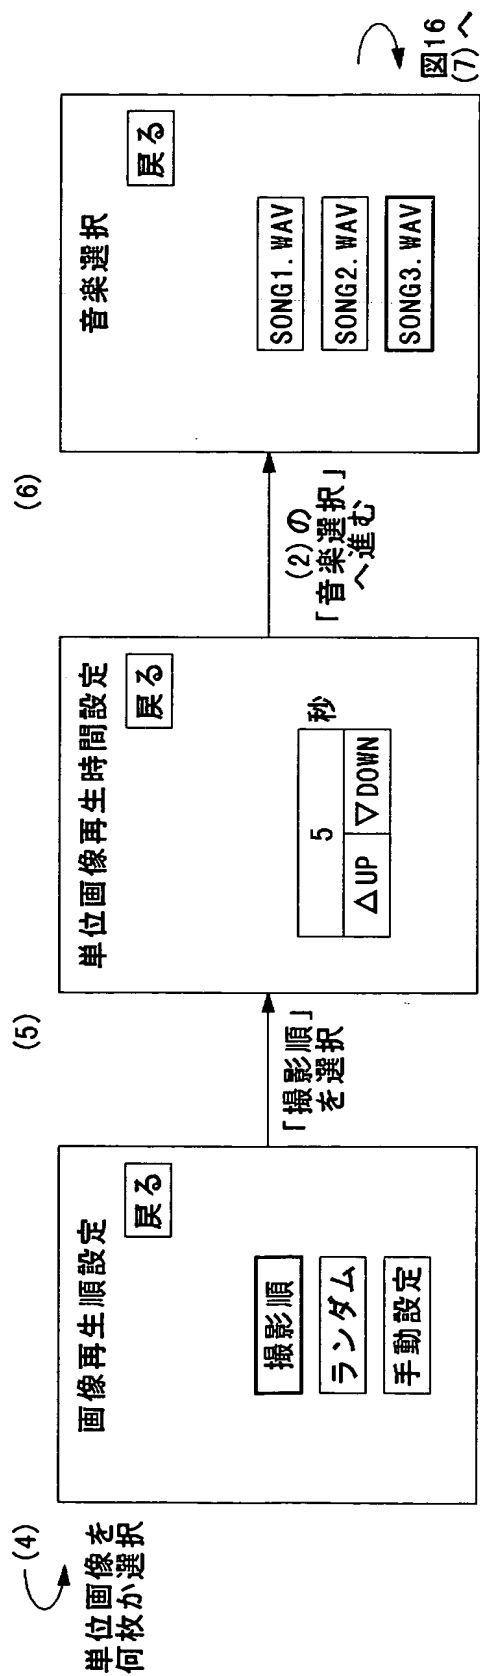 (4)
単位画像を
何枚か選択
画像再生順設定
戻る
撮影順
ランダム
手動設定
「撮影順」
を選択
(5)
単位画像再生時間設定
戻る
5
秒
△UP
▽DOWN
(2)の
「音楽選択」
へ進む
(6)
音楽選択
戻る
SONG1.WAV
SONG2.WAV
SONG3.WAV
図16
(7)へ